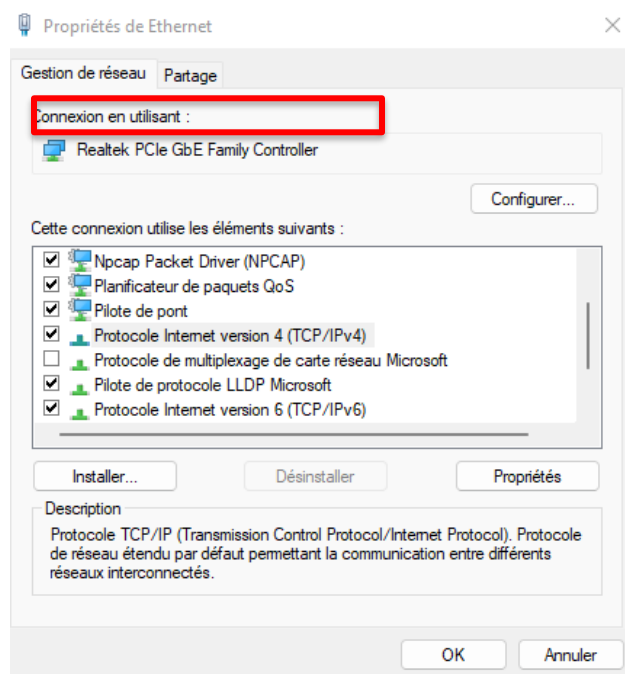 Propriétés de Ethernet
Gestion de réseau
Partage
Connexion en utilisant :
Realtek PCIe GbE Family Controller
Configurer...
Cette connexion utilise les éléments suivants :
Npcap Packet Driver (NPCAP)
Planificateur de paquets QoS
Pilote de pont
Protocole Internet version 4 (TCP/IPv4)
Protocole de multiplexage de carte réseau Microsoft
Pilote de protocole LLDP Microsoft
Protocole Internet version 6 (TCP/IPv6)
Installer...
Désinstaller
Propriétés
Description
Protocole TCP/IP (Transmission Control Protocol/Internet Protocol). Protocole
de réseau étendu par défaut permettant la communication entre différents
réseaux interconnectés.
OK
Annuler